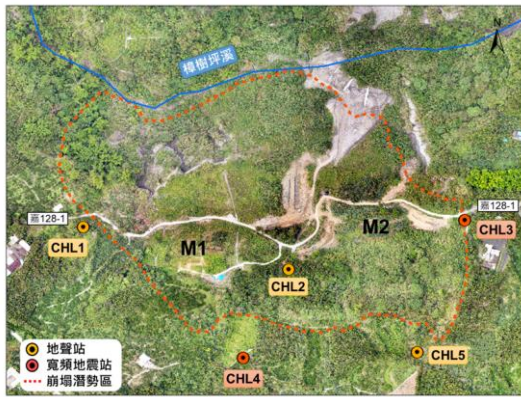 N
樟樹坪溪
嘉128-1
嘉128-1
CHL1
M1
M2
CHL3
CHL2
CHL4
CHL5
地聲站
寬頻地震站
崩塌潛勢區